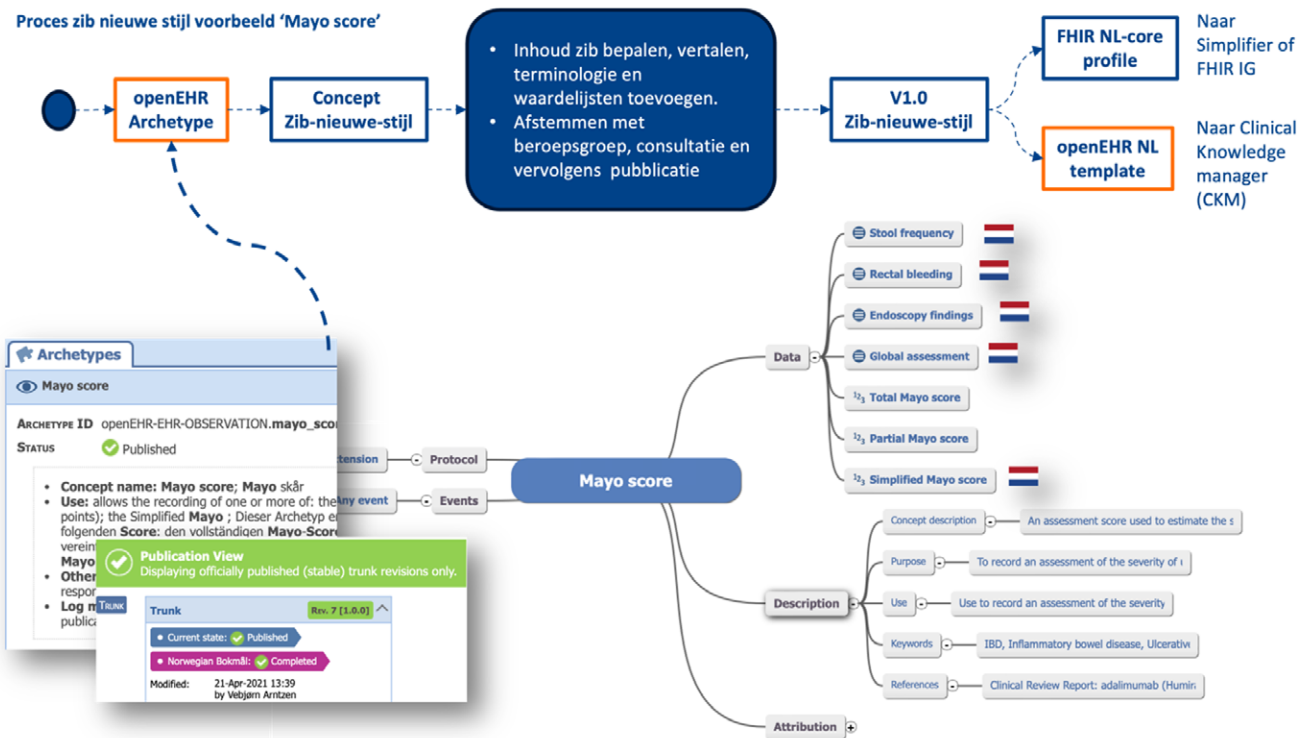 Proces zib nieuwe stijl voorbeeld ‘Mayo score’
openEHR
Archetype
Concept
Zib-nieuwe-stijl
• Inhoud zib bepalen, vertalen,
terminologie en
waardelijsten toevoegen.
• Afstemmen met
beroepsgroep, consultatie en
vervolgens pubblicatie
V1.0
Zib-nieuwe-stijl
FHIR NL-core
profile
Naar
Simplifier of
FHIR IG
openEHR NL
template
Naar Clinical
Knowledge
manager
(CKM)
Archetypes
Mayo score
ARCHETYPE ID openEHR-EHR-OBSERVATION.mayo_scor
STATUS Published
• Concept name: Mayo score; Mayo skår
• Use: allows the recording of one or more of: the
points); the Simplified Mayo ; Dieser Archetyp er
folgenden Score: den vollständigen Mayo-Score
verein
Mayo
• Other
respor
• Log m
publica
Publication View
Displaying officially published (stable) trunk revisions only.
TRUNK
Trunk
REV. 7 [1.0.0]
• Current state: Published
• Norwegian Bokmål: Completed
Modified: 21-Apr-2021 13:39
by Vebjørn Arntzen
tension
Protocol
Any event
Events
Mayo score
Data
Stool frequency
Rectal bleeding
Endoscopy findings
Global assessment
123 Total Mayo score
123 Partial Mayo score
123 Simplified Mayo score
Description
Concept description
An assessment score used to estimate the s
Purpose
To record an assessment of the severity of u
Use
Use to record an assessment of the severity
Keywords
IBD, Inflammatory bowel disease, Ulcerative
References
Clinical Review Report: adalimumab (Humira
Attribution